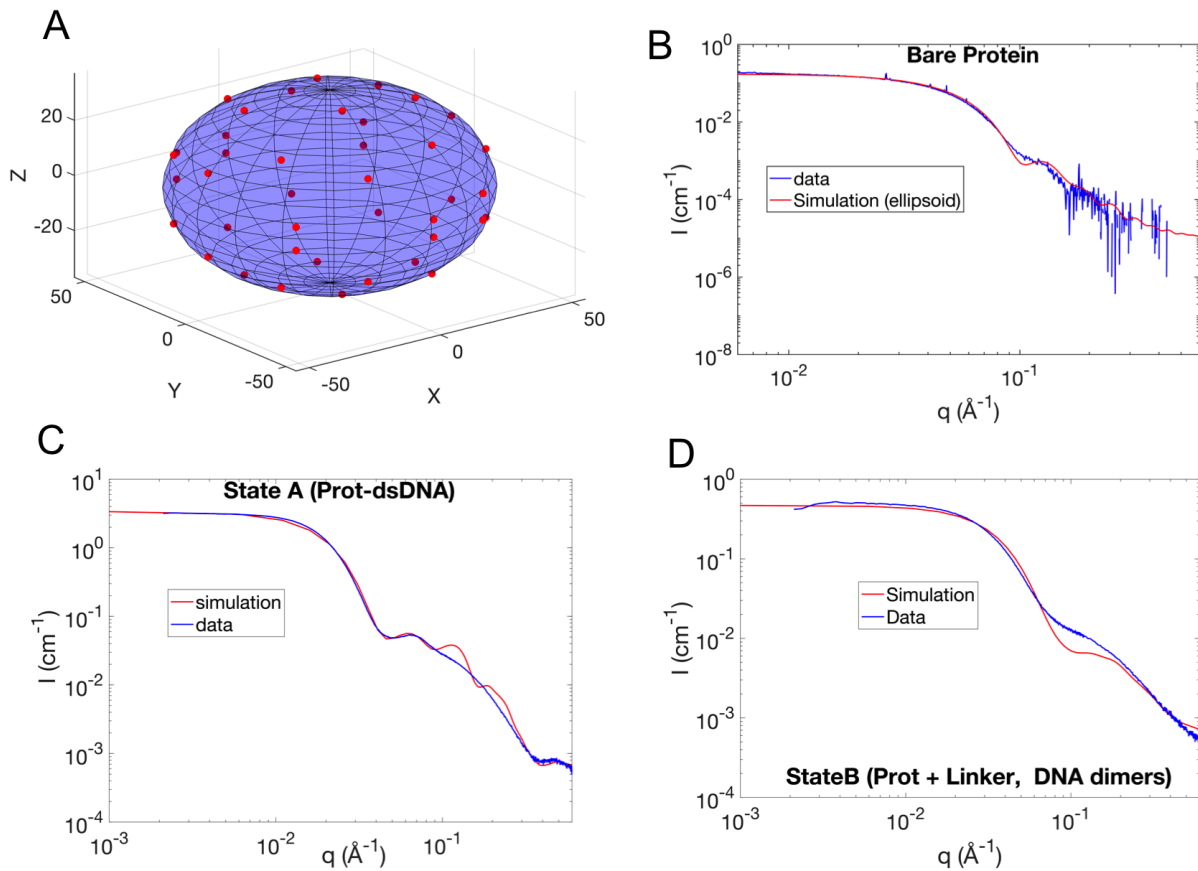 A
20
0
-20
Z
50
0
-50
Y
-50
0
50
X
B
Bare Protein
10^0
10^-2
10^-4
10^-6
10^-8
I (cm^-1)
data
Simulation (ellipsoid)
10^-2
10^-1
q (Å^-1)
C
State A (Prot-dsDNA)
10^1
10^0
10^-1
10^-2
10^-3
10^-4
I (cm^-1)
simulation
data
10^-3
10^-2
10^-1
q (Å^-1)
D
10^0
10^-1
10^-2
10^-3
10^-4
I (cm^-1)
Simulation
Data
StateB (Prot + Linker, DNA dimers)
10^-3
10^-2
10^-1
q (Å^-1)